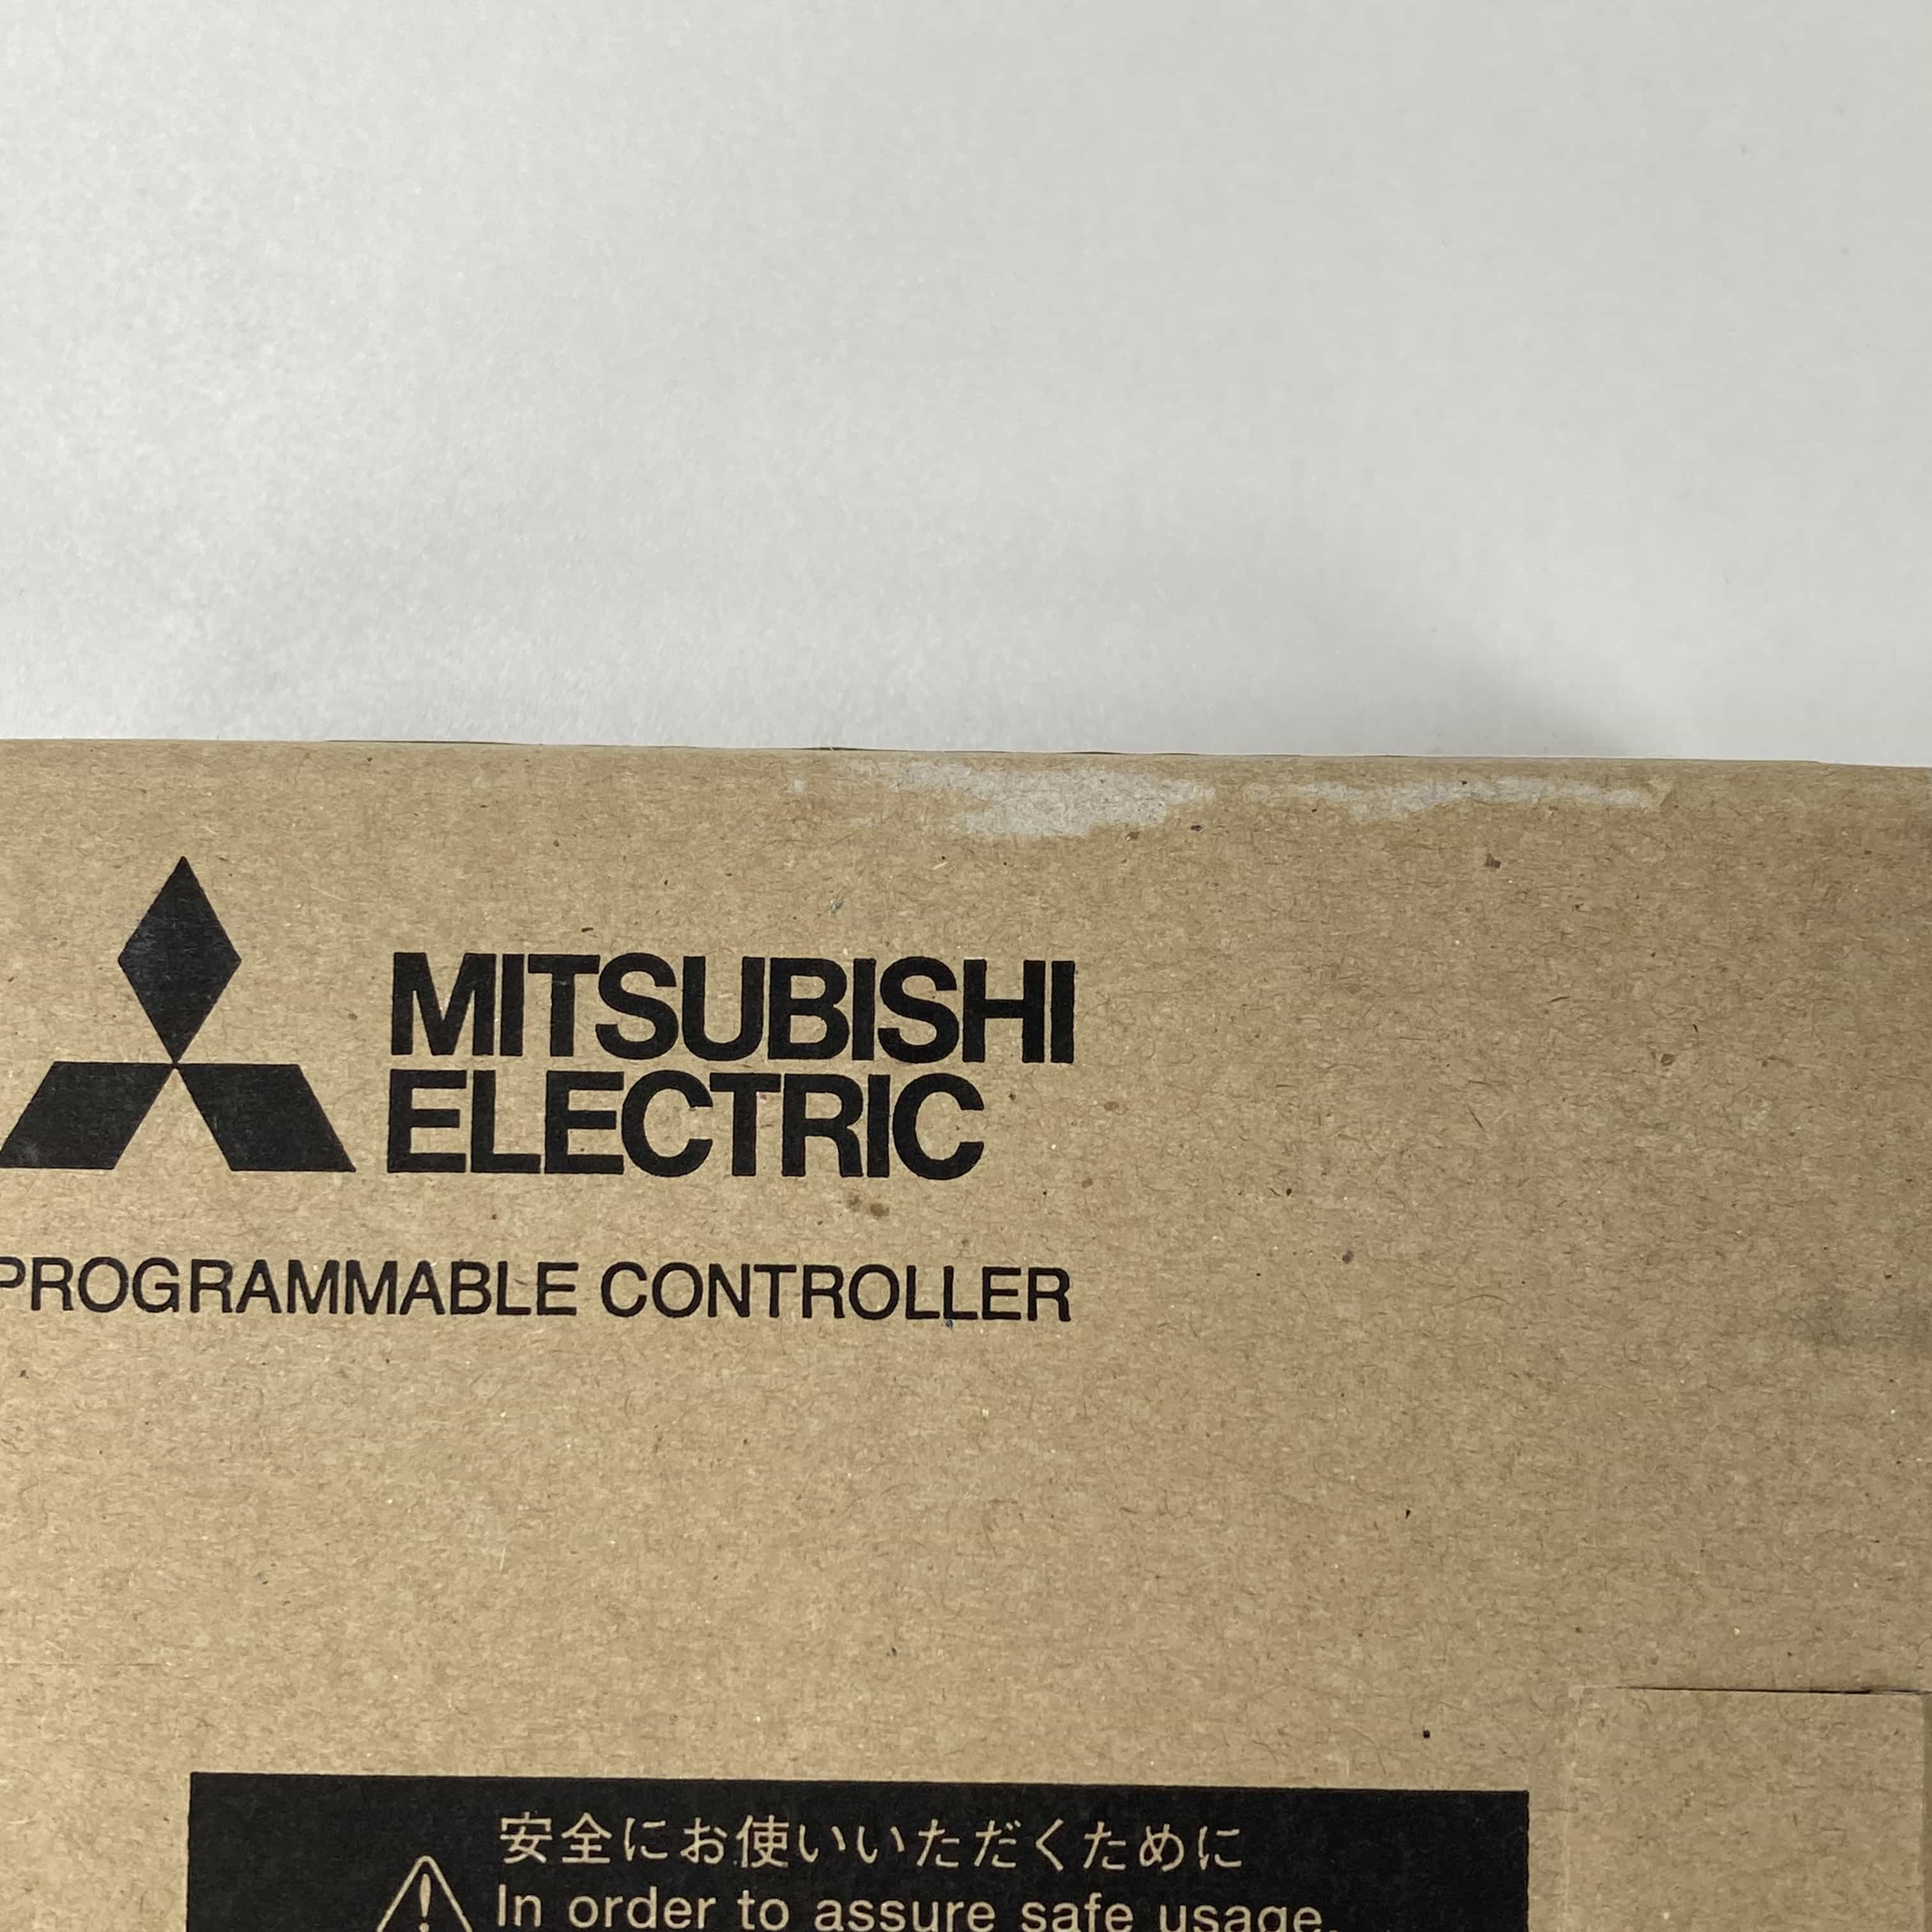 MITSUBISHI
ELECTRIC
PROGRAMMABLE CONTROLLER
安全にお使いいただくために
In order to assure safe usage,